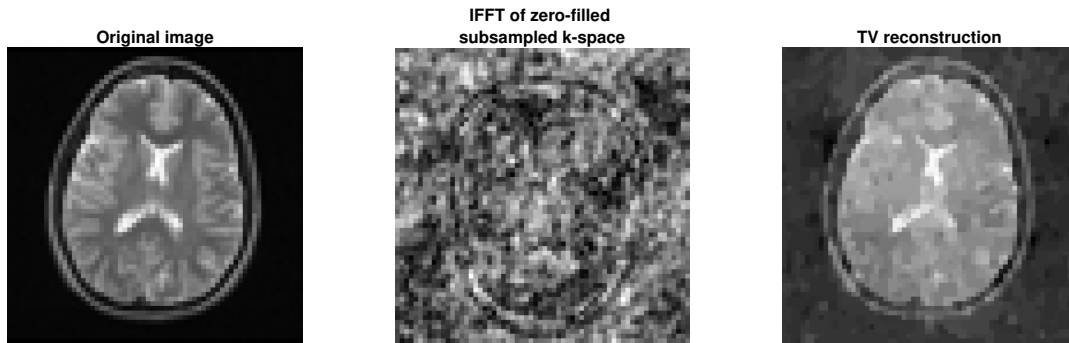 Original image
IFFT of zero-filled
subsampled k-space
TV reconstruction